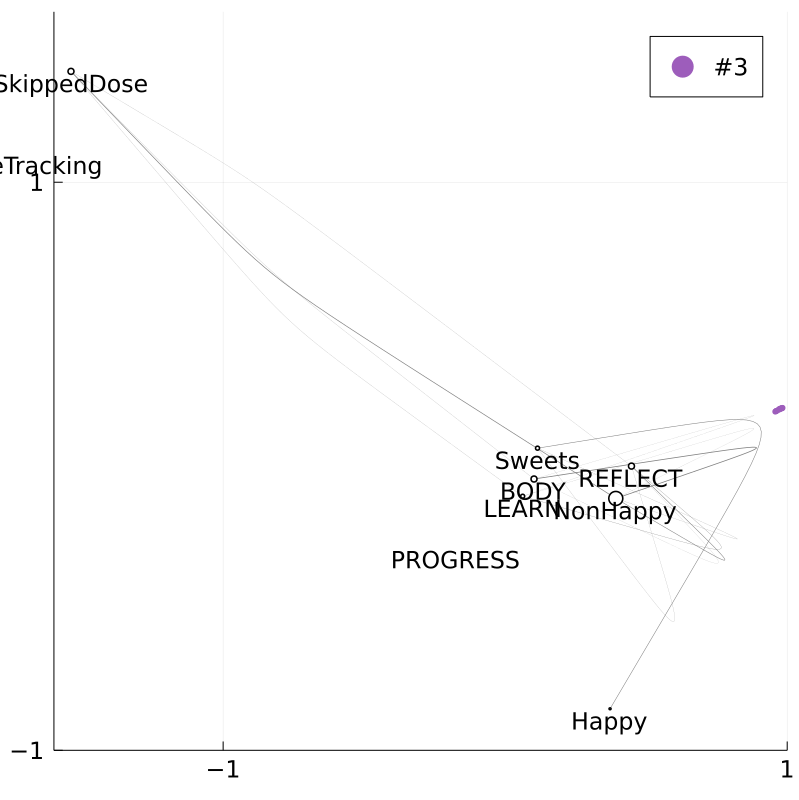 #3
SkippedDose
eTracking
1
Sweets
REFLECT
BODY
LEARN
NonHappy
PROGRESS
Happy
−1
−1
1